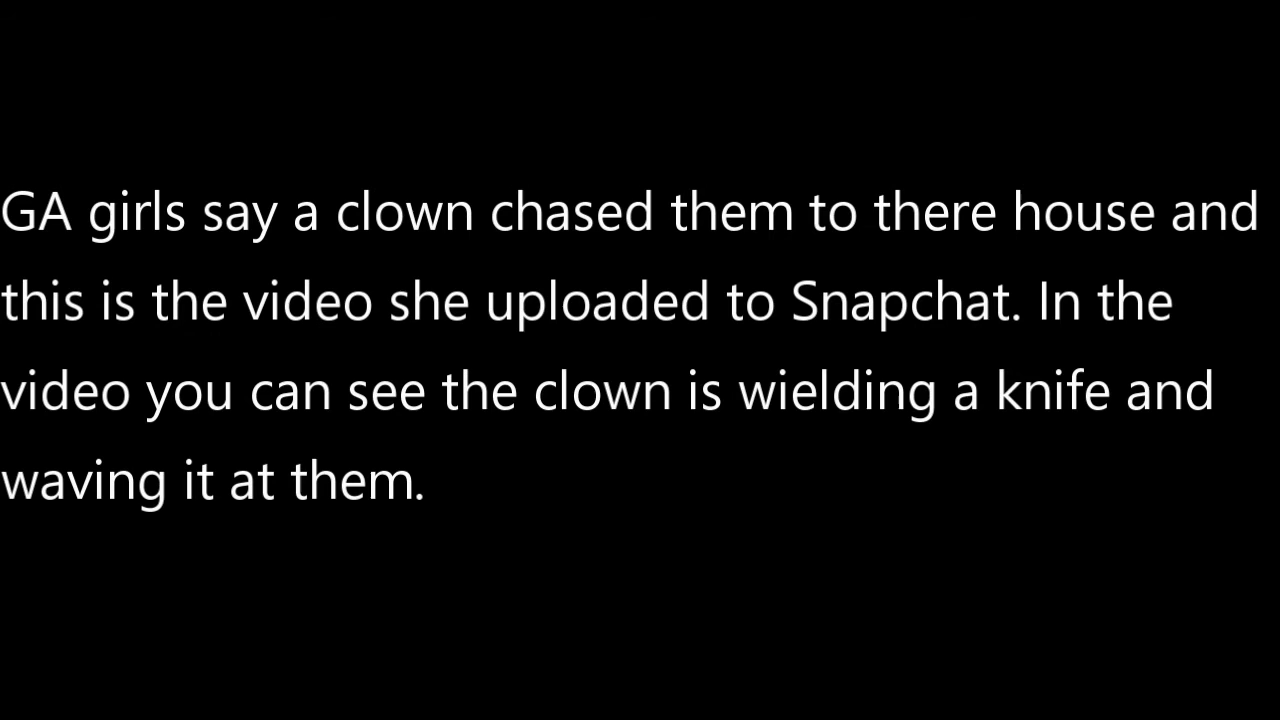 GA girls say a clown chased them to there house and
this is the video she uploaded to Snapchat. In the
video you can see the clown is wielding a knife and
waving it at them.